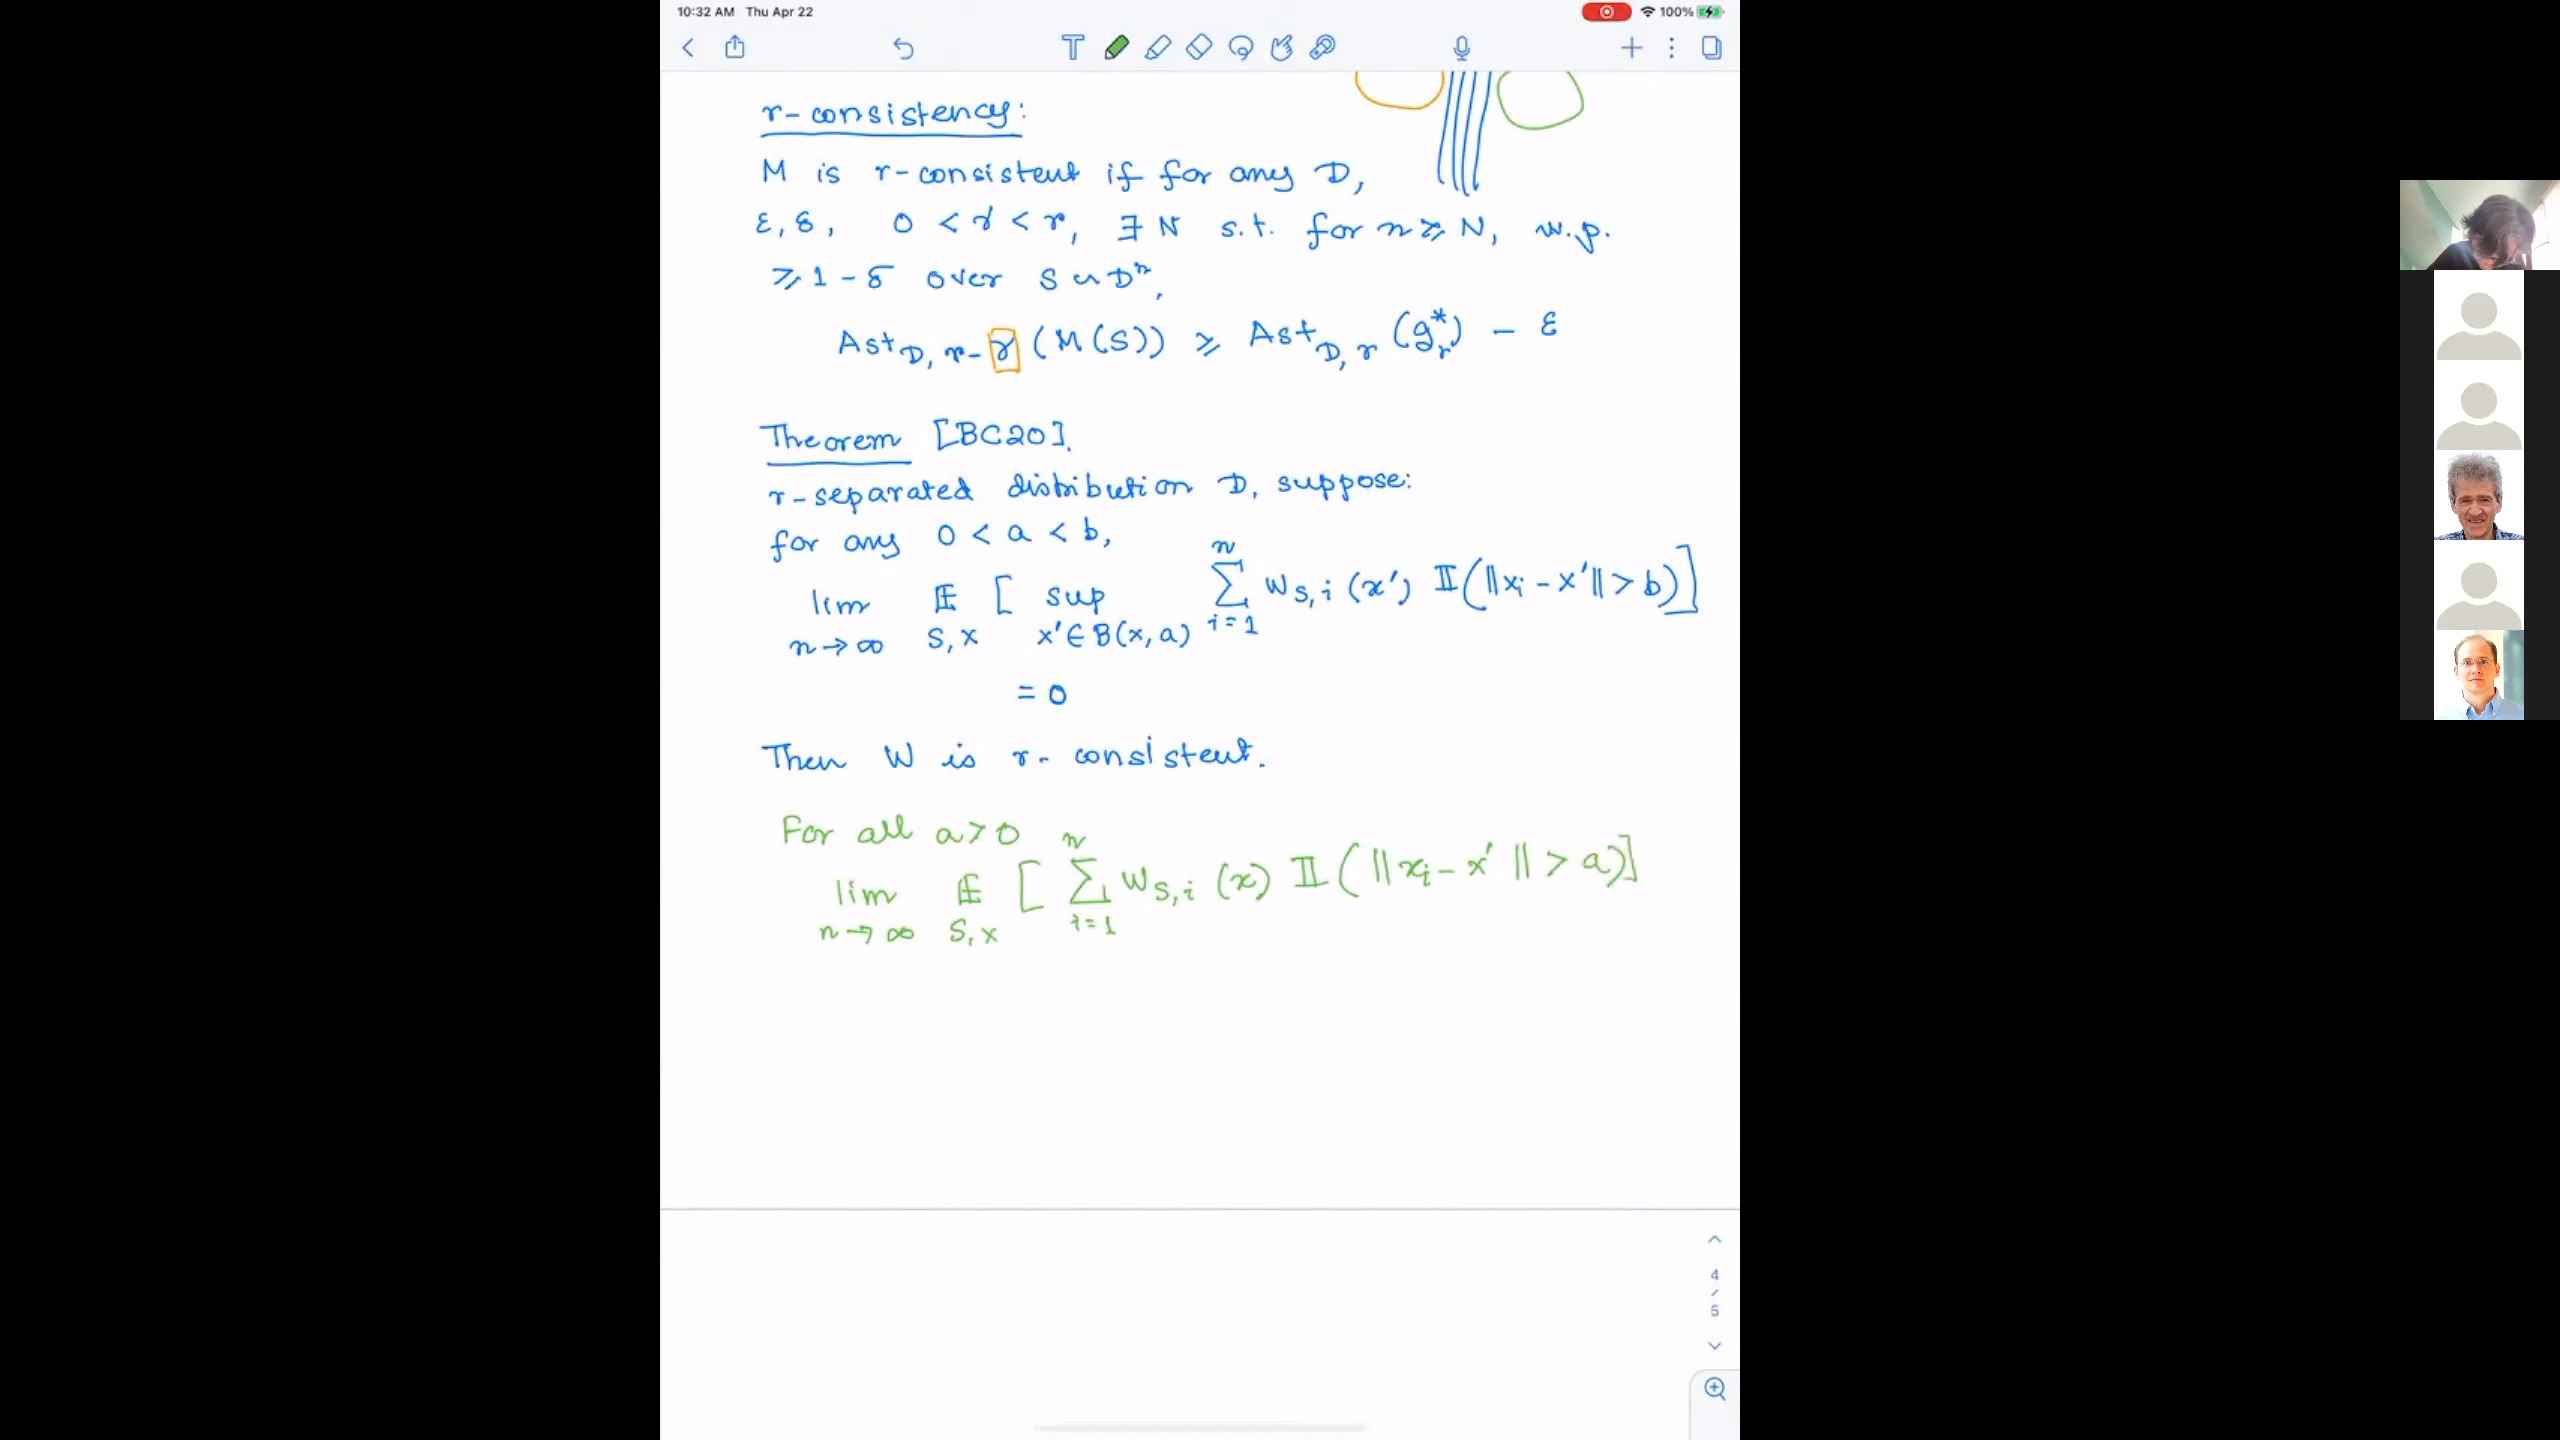 10:32 AM Thu Apr 22
100%
r-consistency:
M is r-consistent if for any D,
ε, δ, 0 < γ < r, ∃ N s.t. for n ≥ N, w.p.
≥ 1 - δ over S ~ Dⁿ,
Ast_{D, r-γ} (M(S)) ≥ Ast_{D, r} (g*_r) - ε
Theorem [BC20].
r-separated distribution D, suppose:
for any 0 < a < b,
lim_{n→∞} 𝔼_{S, x} [ sup_{x' ∈ B(x, a)} Σ_{i=1}^{n} w_{S,i} (x') 𝕀(||x_i - x'|| > b)]
= 0
Then W is r-consistent.
For all a > 0
lim_{n→∞} 𝔼_{S, x} [ Σ_{i=1}^{n} w_{S,i} (x) 𝕀(||x_i - x'|| > a)]
4
/
5